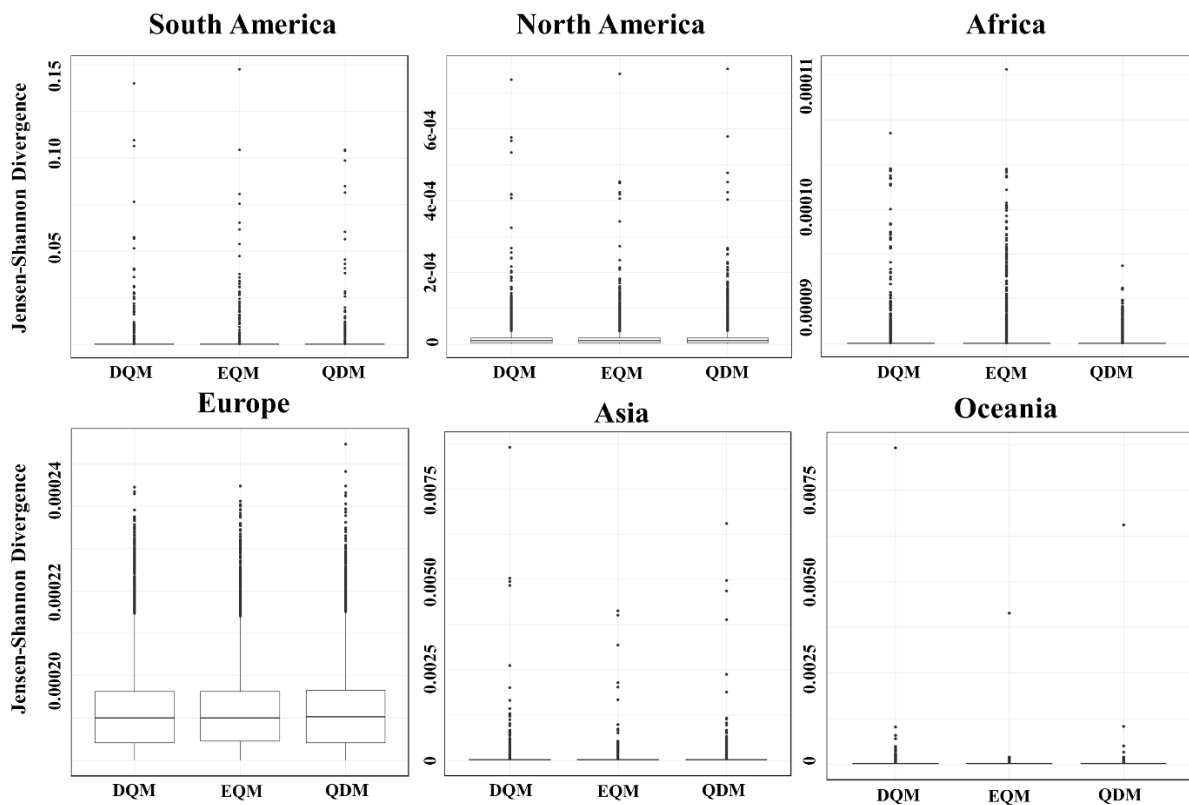 South America
North America
Africa
Jensen-Shannon Divergence
0.15
0.10
0.05
6e-04
4e-04
2e-04
0
0.00011
0.00010
0.00009
DQM
EQM
QDM
DQM
EQM
QDM
DQM
EQM
QDM
Europe
Asia
Oceania
Jensen-Shannon Divergence
0.00024
0.00022
0.00020
0.0075
0.0050
0.0025
0
0.0075
0.0050
0.0025
0
DQM
EQM
QDM
DQM
EQM
QDM
DQM
EQM
QDM